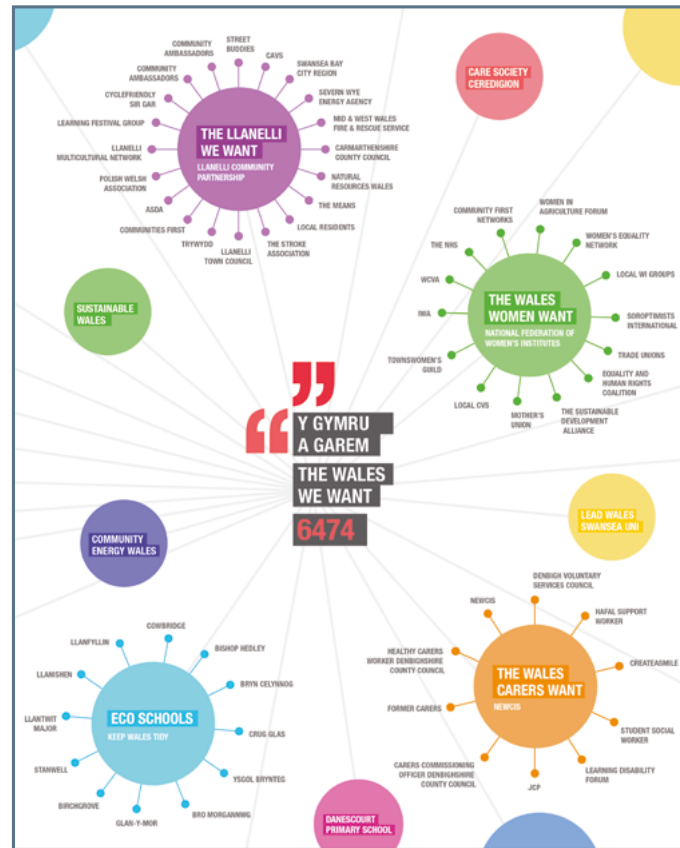 STREET
BUDDIES
COMMUNITY
AMBASSADORS
CAVS
COMMUNITY
AMBASSADORS
SWANSEA BAY
CITY REGION
CYCLEFRIENDLY
SIR GAR
SEVERN WYE
ENERGY AGENCY
LEARNING FESTIVAL GROUP
MID & WEST WALES
FIRE & RESCUE SERVICE
LLANELLI
MULTICULTURAL NETWORK
CARMARTHENSHIRE
COUNTY COUNCIL
POLISH WELSH
ASSOCIATION
NATURAL
RESOURCES WALES
ASDA
THE MEANS
COMMUNITIES FIRST
LOCAL RESIDENTS
TRYWYDD
LLANELLI
TOWN COUNCIL
THE STROKE
ASSOCIATION
THE LLANELLI
WE WANT
LLANELLI COMMUNITY
PARTNERSHIP
CARE SOCIETY
CEREDIGION
SUSTAINABLE
WALES
COMMUNITY FIRST
NETWORKS
WOMEN IN
AGRICULTURE FORUM
THE NHS
WOMEN'S EQUALITY
NETWORK
WCVA
LOCAL WI GROUPS
IWA
SOROPTIMISTS
INTERNATIONAL
TOWNSWOMEN'S
GUILD
TRADE UNIONS
LOCAL CVS
EQUALITY AND
HUMAN RIGHTS
COALITION
MOTHER'S
UNION
THE SUSTAINABLE
DEVELOPMENT
ALLIANCE
THE WALES
WOMEN WANT
NATIONAL FEDERATION OF
WOMEN'S INSTITUTES
”
“
Y GYMRU
A GAREM
THE WALES
WE WANT
6474
COMMUNITY
ENERGY WALES
LEAD WALES
SWANSEA UNI
COWBRIDGE
LLANFYLLIN
BISHOP HEDLEY
LLANISHEN
BRYN CELYNNOG
LLANTWIT
MAJOR
CRUG GLAS
STANWELL
YSGOL BRYNTEG
BIRCHGROVE
BRO MORGANNWG
GLAN-Y-MOR
ECO SCHOOLS
KEEP WALES TIDY
DENBIGH VOLUNTARY
SERVICES COUNCIL
NEWCIS
HAFAL SUPPORT
WORKER
HEALTHY CARERS
WORKER DENBIGHSHIRE
COUNTY COUNCIL
CREATEASMILE
FORMER CARERS
STUDENT SOCIAL
WORKER
CARERS COMMISSIONING
OFFICER DENBIGHSHIRE
COUNTY COUNCIL
LEARNING DISABILITY
FORUM
JCP
THE WALES
CARERS WANT
NEWCIS
DANESCOURT
PRIMARY SCHOOL